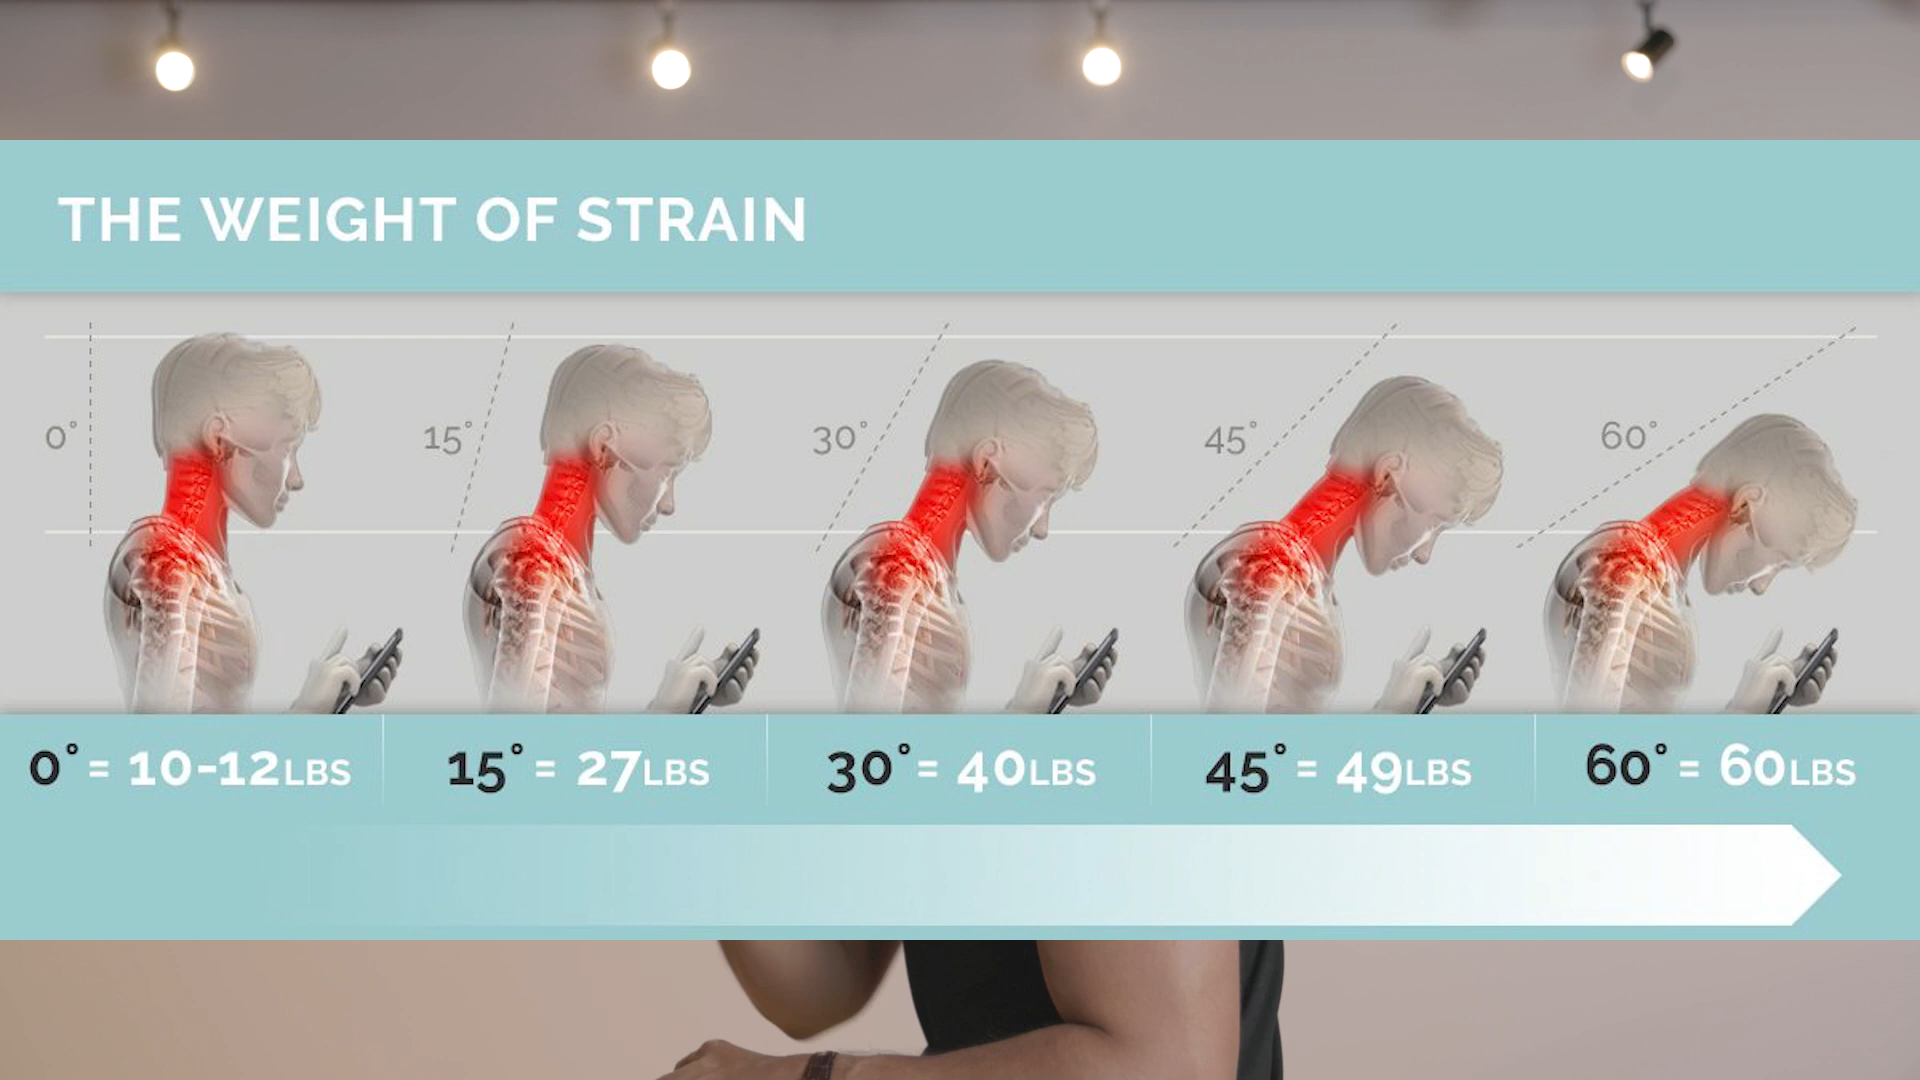 THE WEIGHT OF STRAIN
0°
15°
30°
45°
60°
0° = 10-12LBS
15° = 27LBS
30° = 40LBS
45° = 49LBS
60° = 60LBS